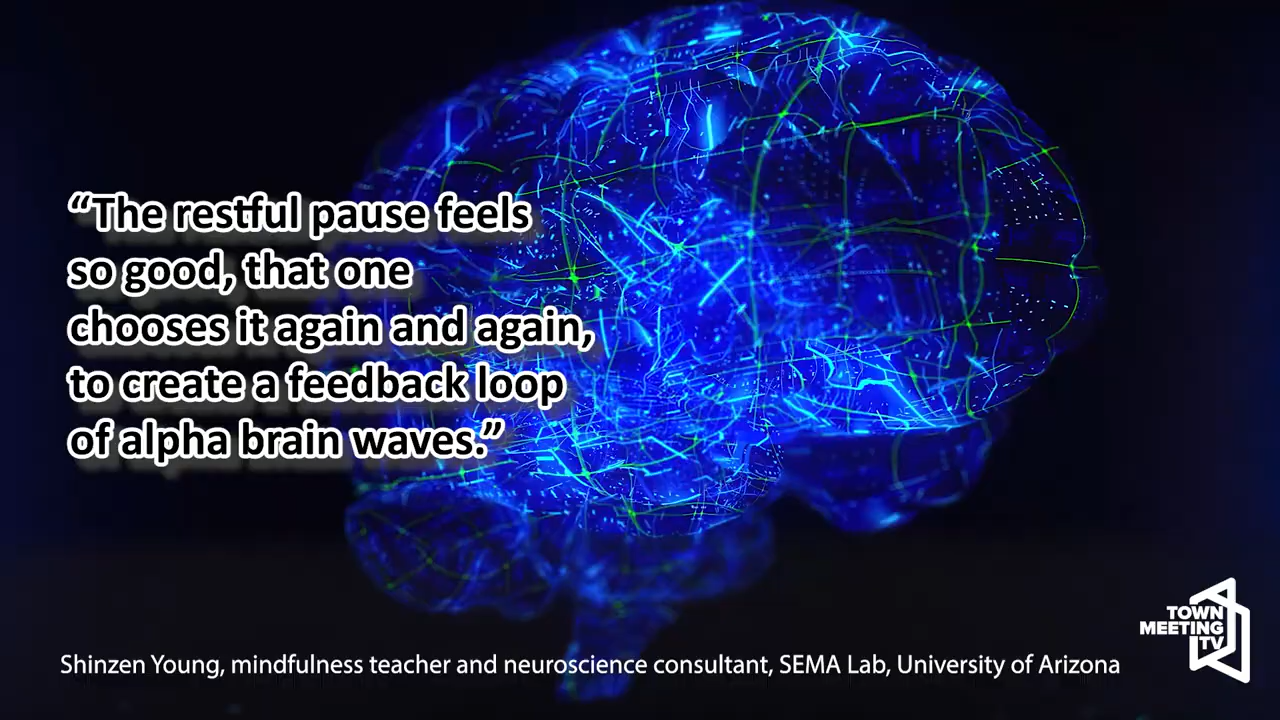 “The restful pause feels
so good, that one
chooses it again and again,
to create a feedback loop
of alpha brain waves.”
Shinzen Young, mindfulness teacher and neuroscience consultant, SEMA Lab, University of Arizona
TOWN
MEETING
TV